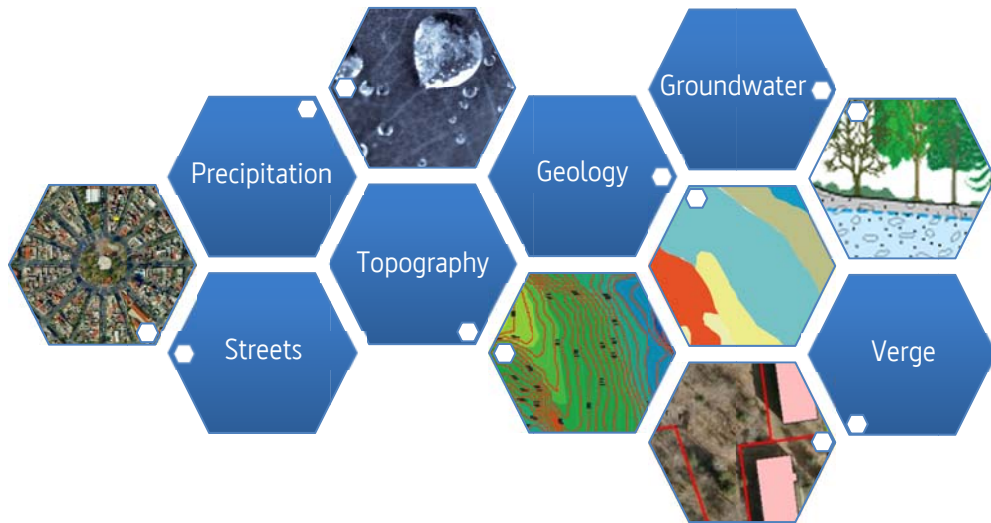 Groundwater
Precipitation
Geology
Topography
Streets
Verge